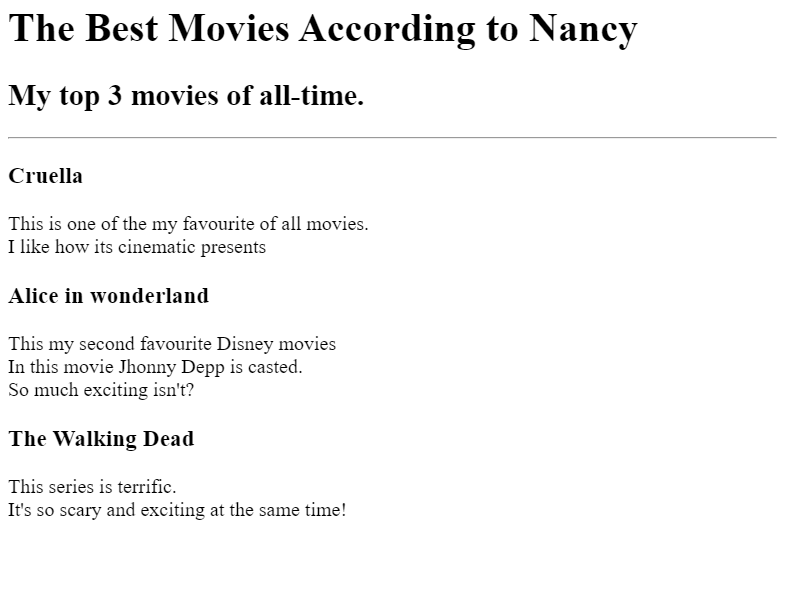 The Best Movies According to Nancy
My top 3 movies of all-time.
Cruella
This is one of the my favourite of all movies.
I like how its cinematic presents
Alice in wonderland
This my second favourite Disney movies
In this movie Jhonny Depp is casted.
So much exciting isn't?
The Walking Dead
This series is terrific.
It's so scary and exciting at the same time!